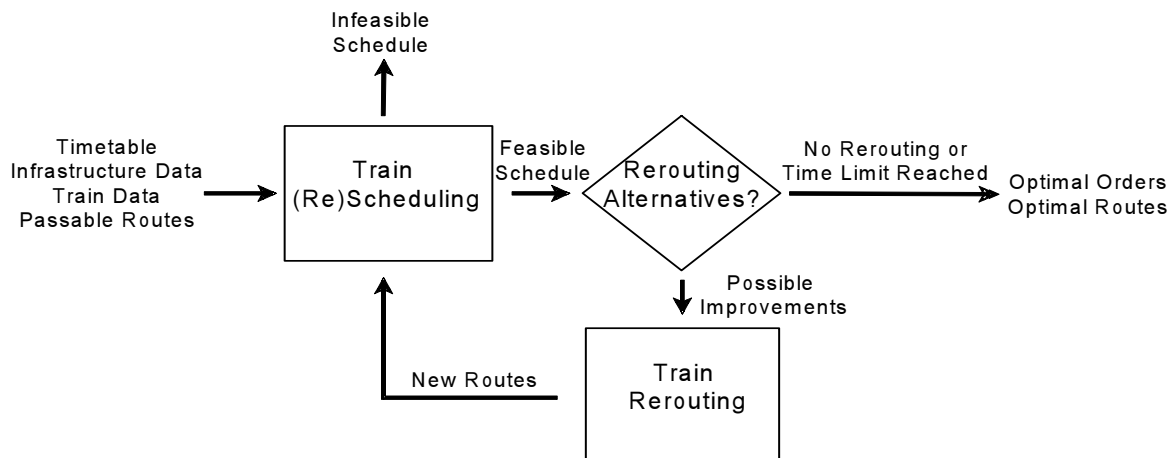 Infeasible
Schedule
Timetable
Infrastructure Data
Train Data
Passable Routes
Train
(Re)Scheduling
Feasible
Schedule
Rerouting
Alternatives?
No Rerouting or
Time Limit Reached
Optimal Orders
Optimal Routes
Possible
Improvements
New Routes
Train
Rerouting